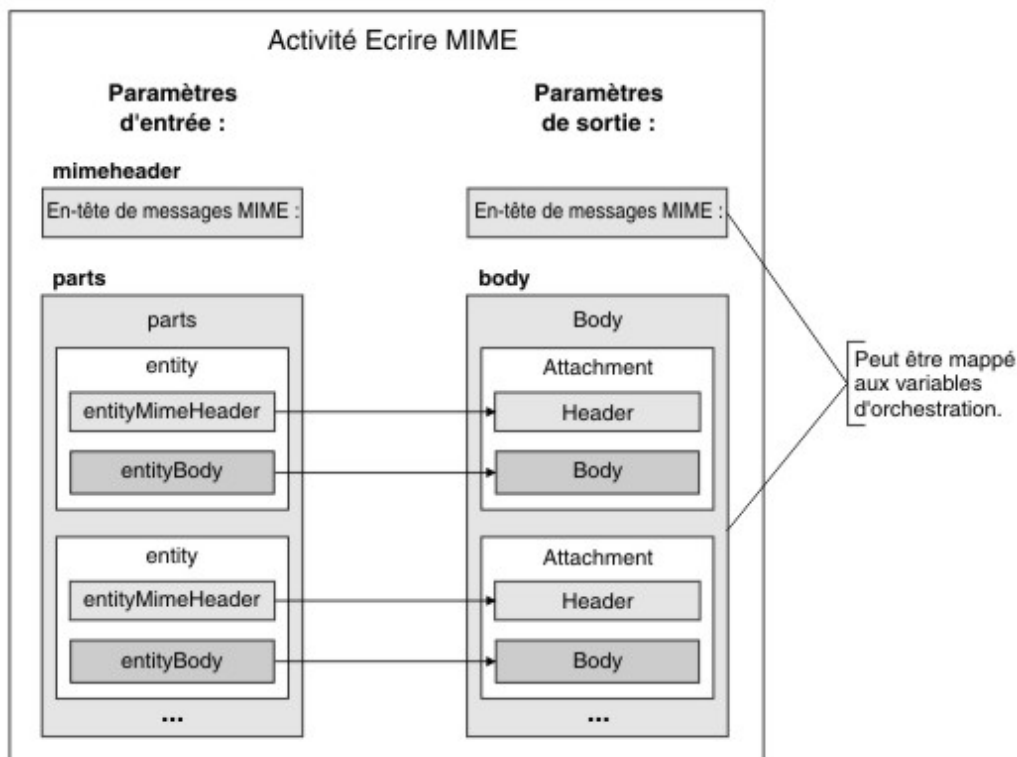 Activité Ecrire MIME
Paramètres
d'entrée :
Paramètres
de sortie :
mimeheader
En-tête de messages MIME :
En-tête de messages MIME :
parts
body
parts
entity
entityMimeHeader
entityBody
entity
entityMimeHeader
entityBody
...
Body
Attachment
Header
Body
Attachment
Header
Body
...
Peut être mappé
aux variables
d'orchestration.